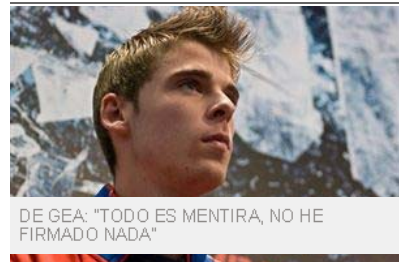 DE GEA: "TODO ES MENTIRA, NO HE
FIRMADO NADA"